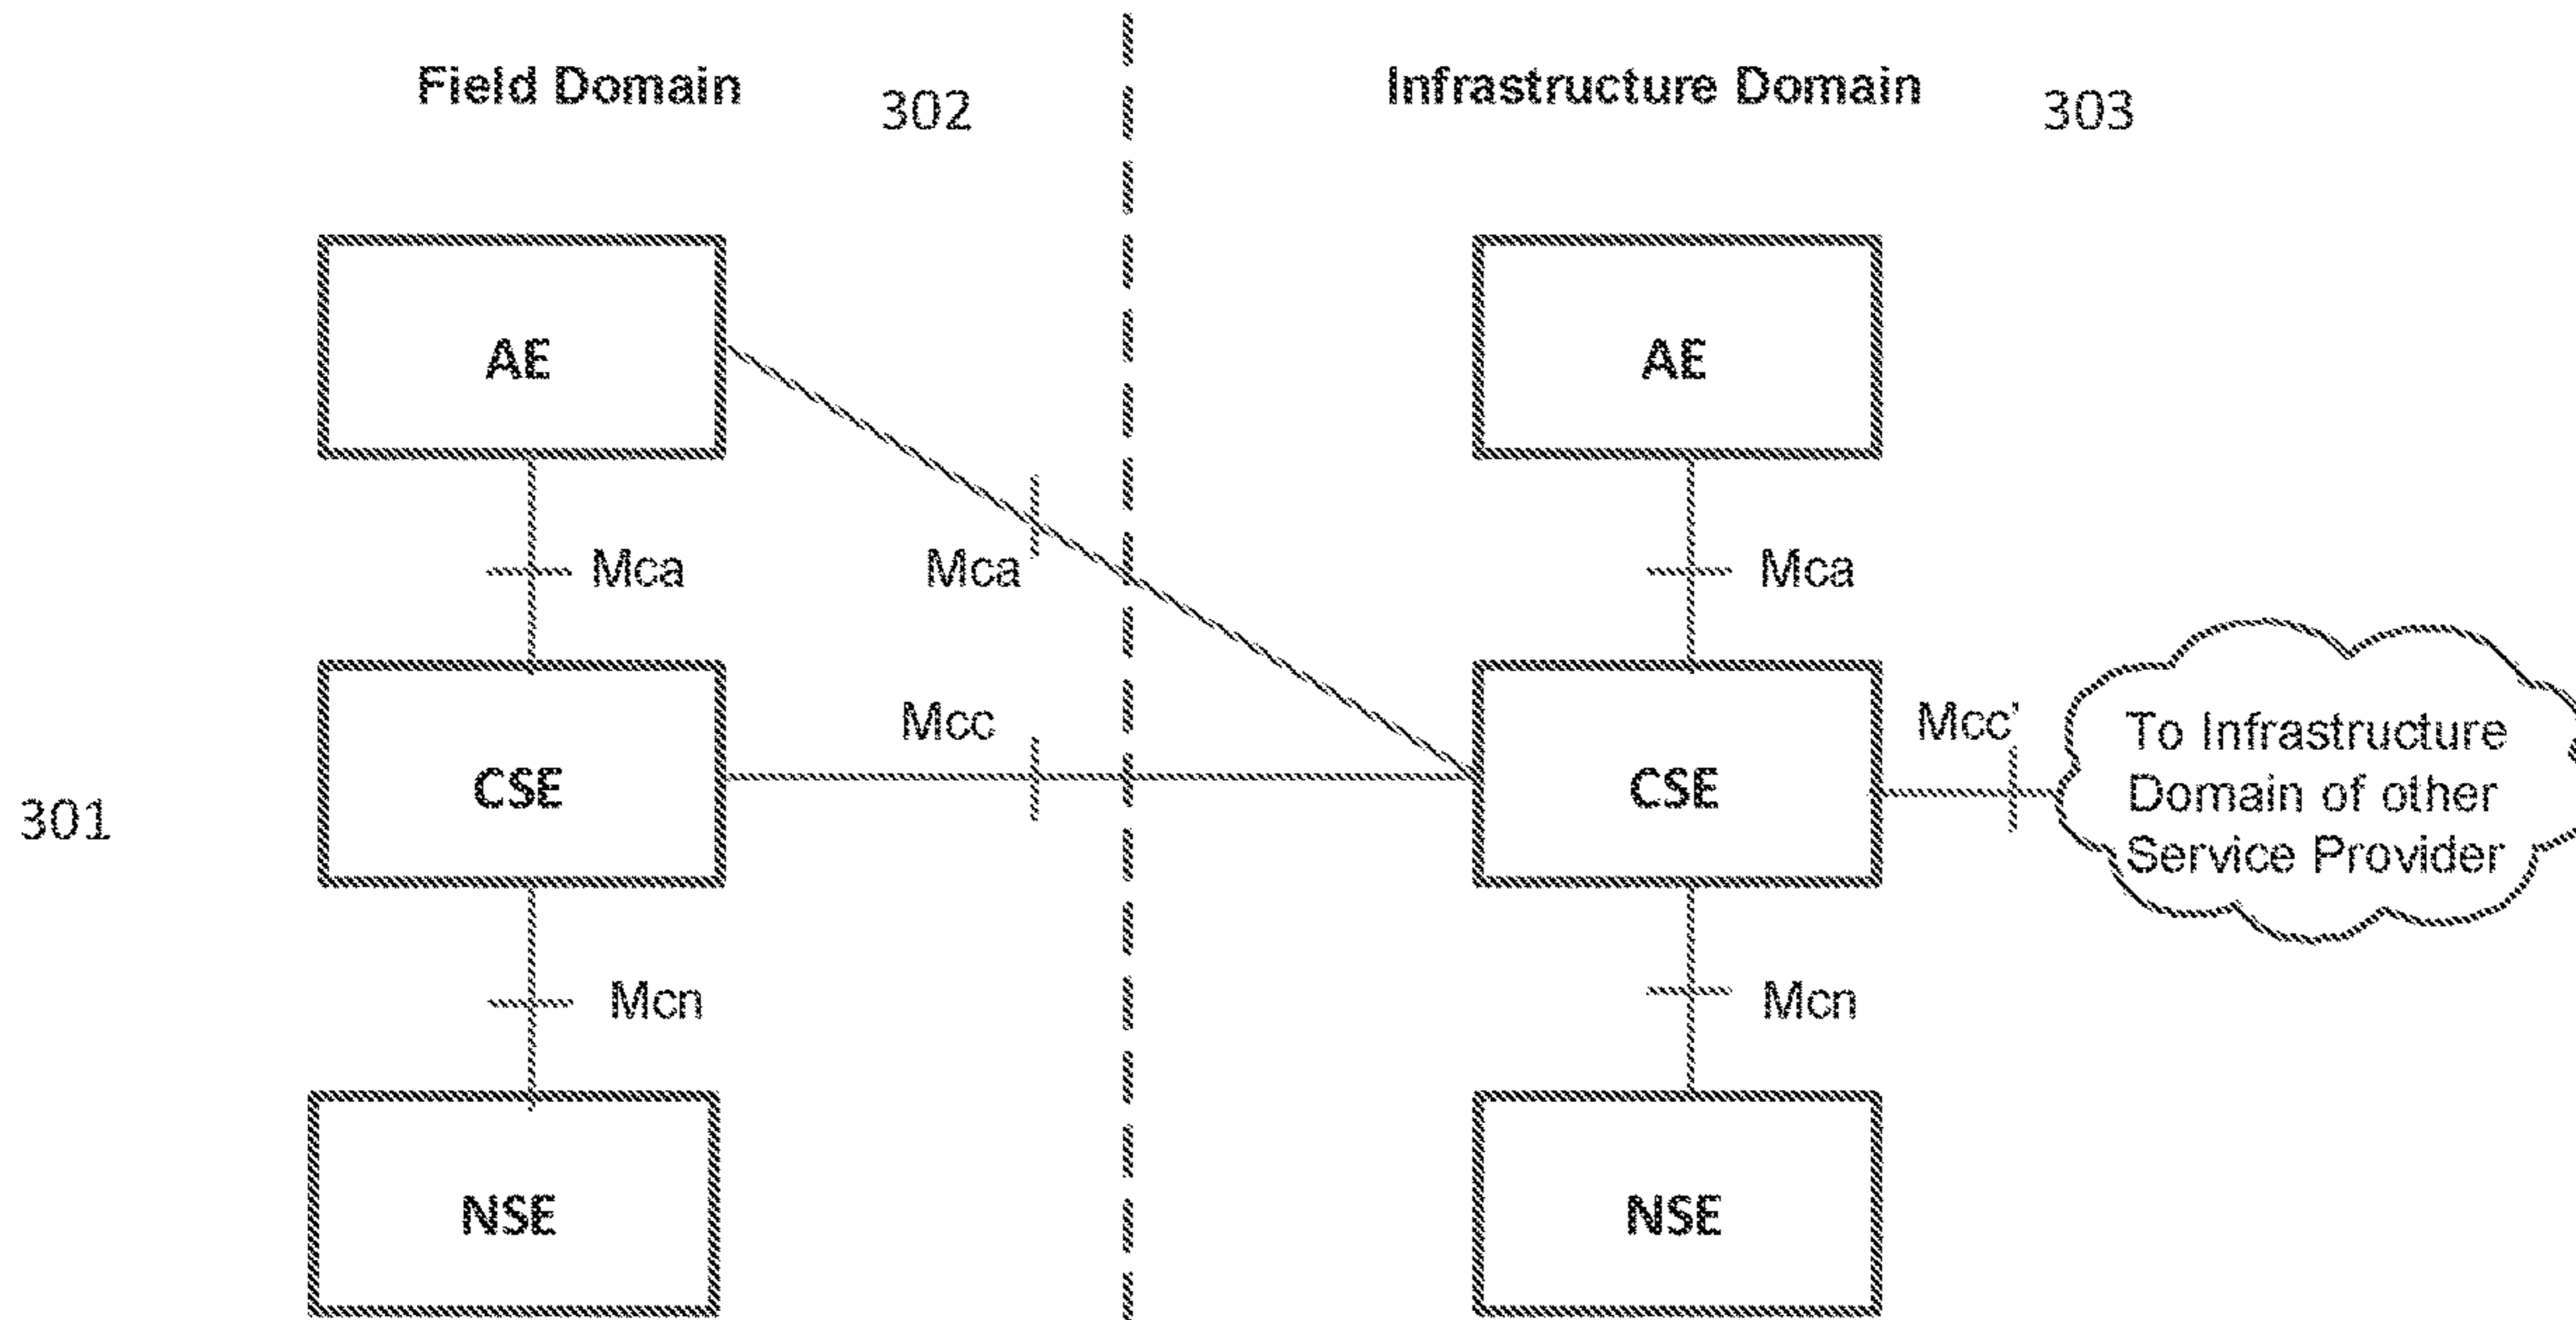 Field Domain
302
Infrastructure Domain
303
AE
AE
Mca
Mca
Mca
Mcc
Mcc'
CSE
CSE
To Infrastructure
Domain of other
Service Provider
301
Mcn
Mcn
NSE
NSE